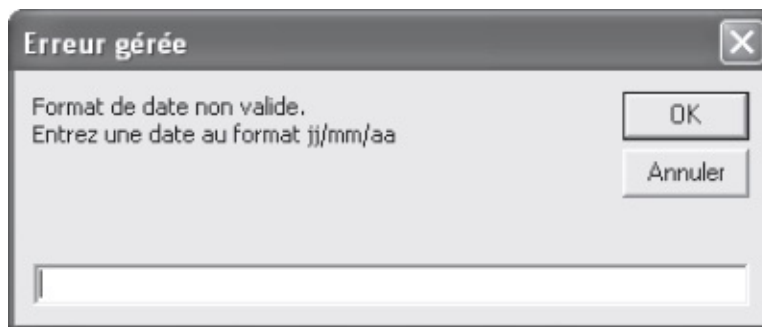 Erreur gérée
Format de date non valide.
Entrez une date au format jj/mm/aa
OK
Annuler